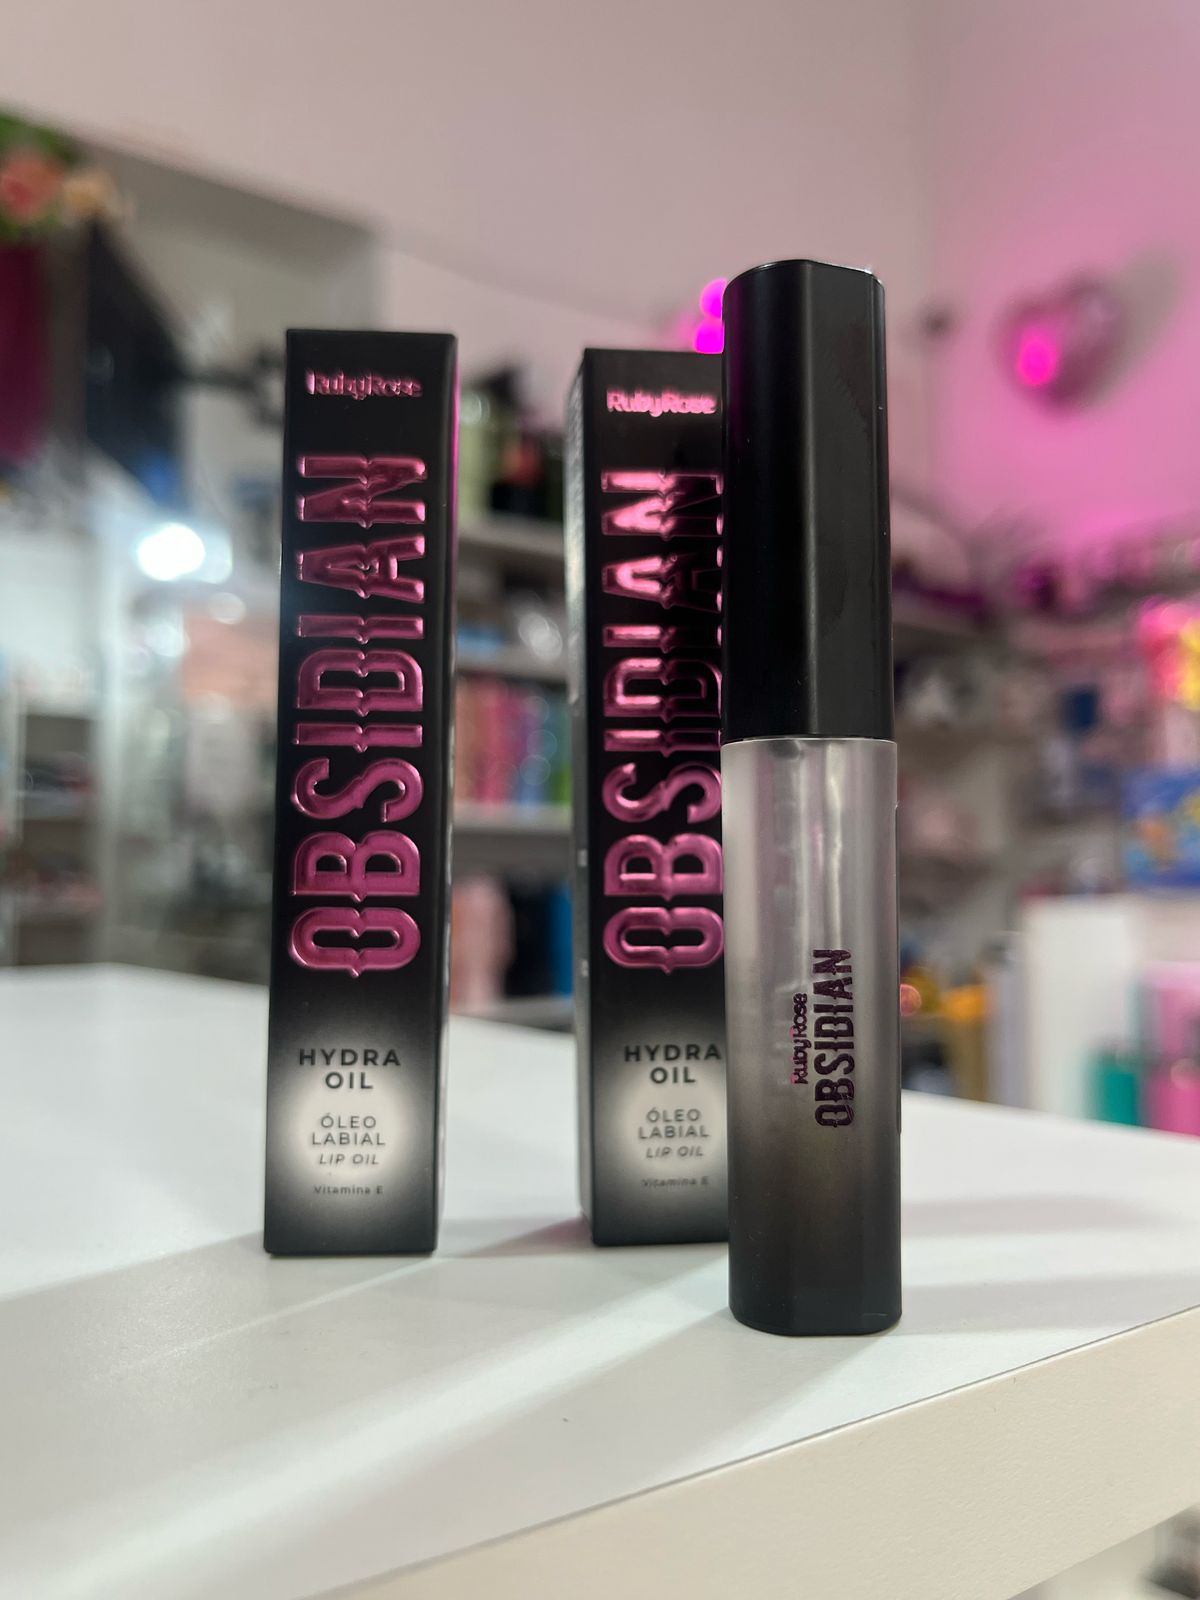 RubyRose
OBSIDIAN
HYDRA
OIL
ÓLEO
LABIAL
LIP OIL
Vitamina E
RubyRose
OBSIDIAN
HYDRA
OIL
ÓLEO
LABIAL
LIP OIL
Vitamina E
RubyRose
OBSIDIAN